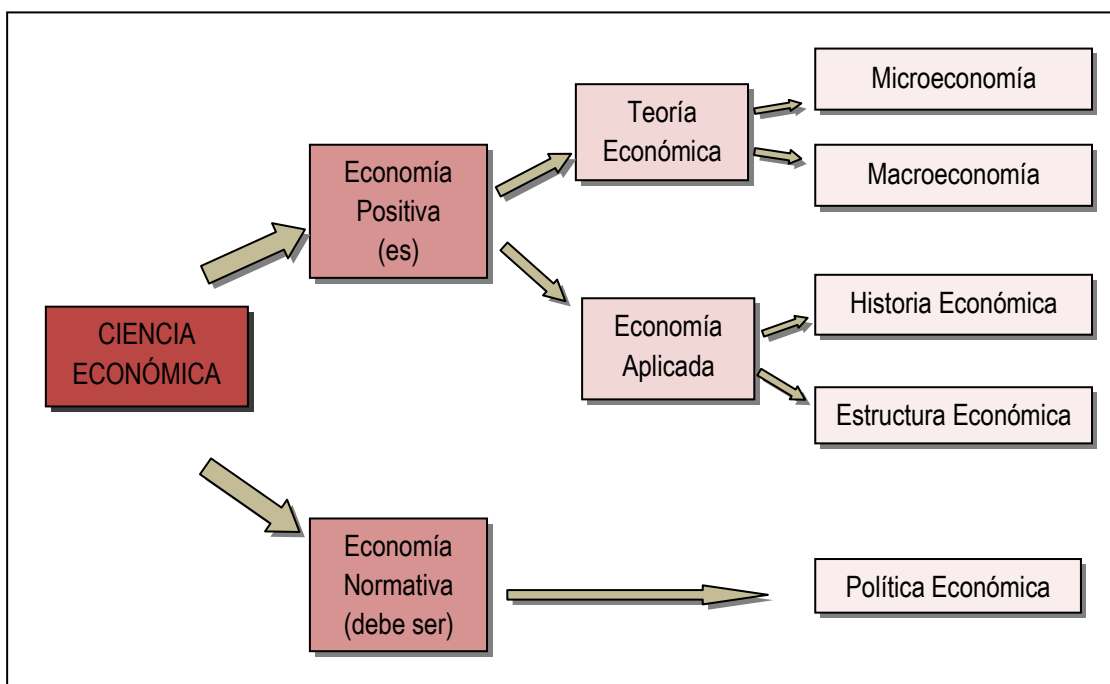 CIENCIA
ECONÓMICA
Economía
Positiva
(es)
Teoría
Económica
Microeconomía
Macroeconomía
Economía
Aplicada
Historia Económica
Estructura Económica
Economía
Normativa
(debe ser)
Política Económica